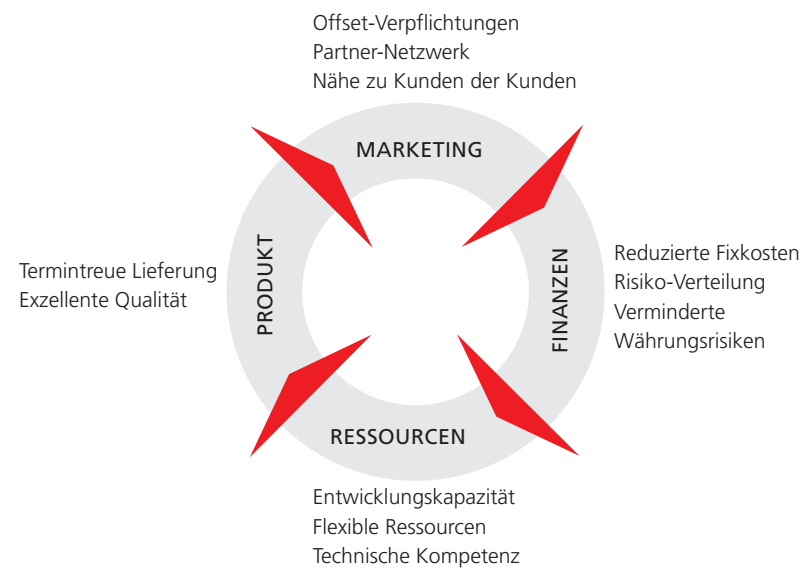 Offset-Verpflichtungen
Partner-Netzwerk
Nähe zu Kunden der Kunden
MARKETING
Termintreue Lieferung
Exzellente Qualität
PRODUKT
FINANZEN
Reduzierte Fixkosten
Risiko-Verteilung
Verminderte
Währungsrisiken
RESSOURCEN
Entwicklungskapazität
Flexible Ressourcen
Technische Kompetenz